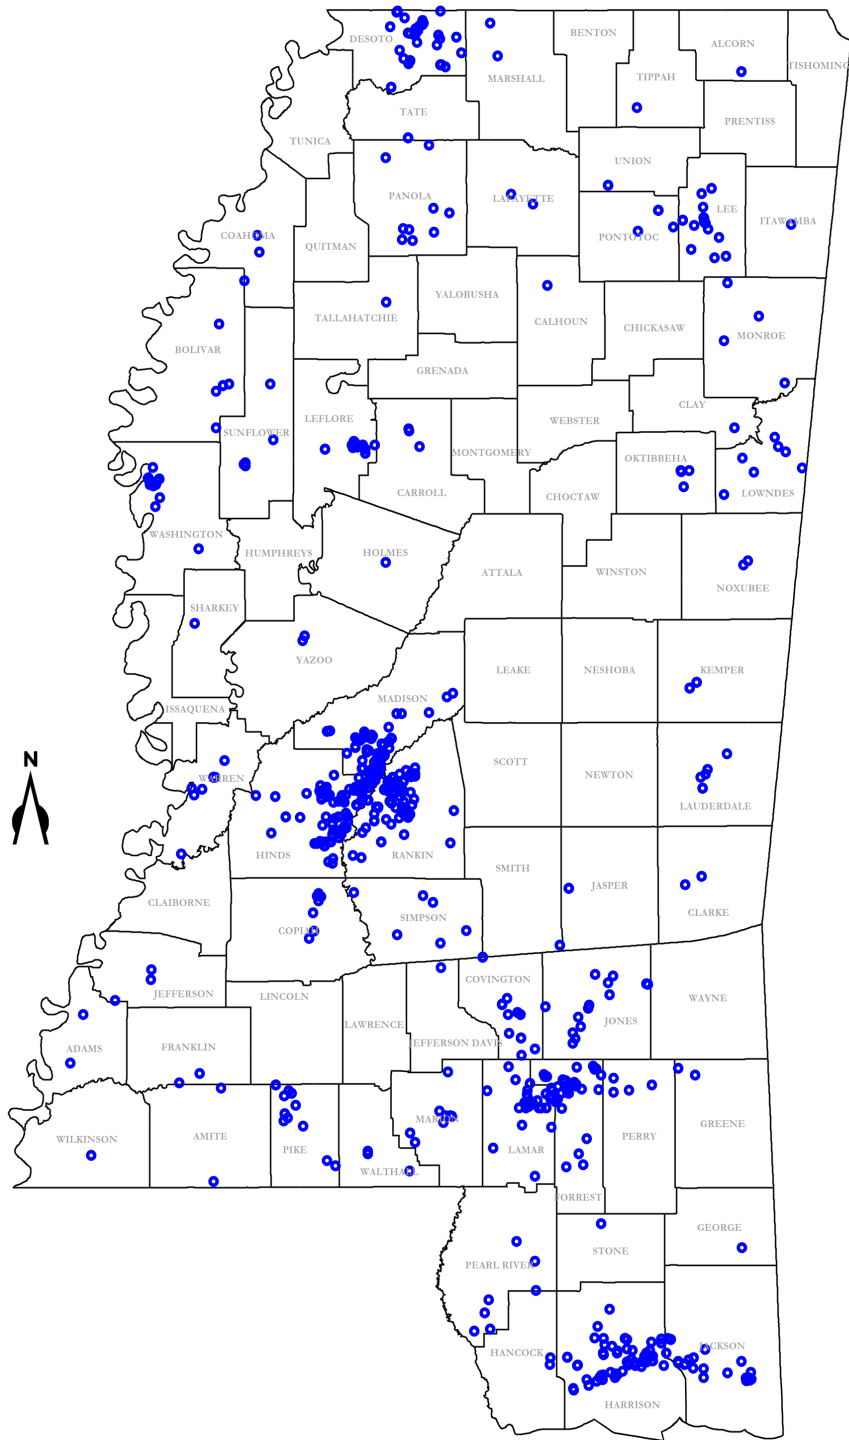 BENTON
DESOTO
ALCORN
TISHOMING
MARSHALL
TIPPAH
TATE
PRENTISS
TUNICA
UNION
PANOLA
LAFAYETTE
LEE
ITAWAMBA
COAHOMA
PONTOTOC
QUITMAN
YALOBUSHA
TALLAHATCHIE
CALHOUN
CHICKASAW
MONROE
BOLIVAR
GRENADA
CLAY
LEFLORE
WEBSTER
SUNFLOWER
MONTGOMERY
OKTIBBEHA
CARROLL
CHOCTAW
LOWNDES
WASHINGTON
HUMPHREYS
HOLMES
ATTALA
WINSTON
NOXUBEE
SHARKEY
YAZOO
LEAKE
NESHOBA
KEMPER
MADISON
ISSAQUENA
N
SCOTT
NEWTON
WARREN
LAUDERDALE
HINDS
RANKIN
SMITH
JASPER
CLAIBORNE
SIMPSON
CLARKE
COPIAH
JEFFERSON
LINCOLN
COVINGTON
WAYNE
LAWRENCE
JONES
JEFFERSON DAVIS
ADAMS
FRANKLIN
MARION
GREENE
WILKINSON
AMITE
PIKE
LAMAR
PERRY
WALTHALL
FORREST
GEORGE
STONE
PEARL RIVER
JACKSON
HANCOCK
HARRISON